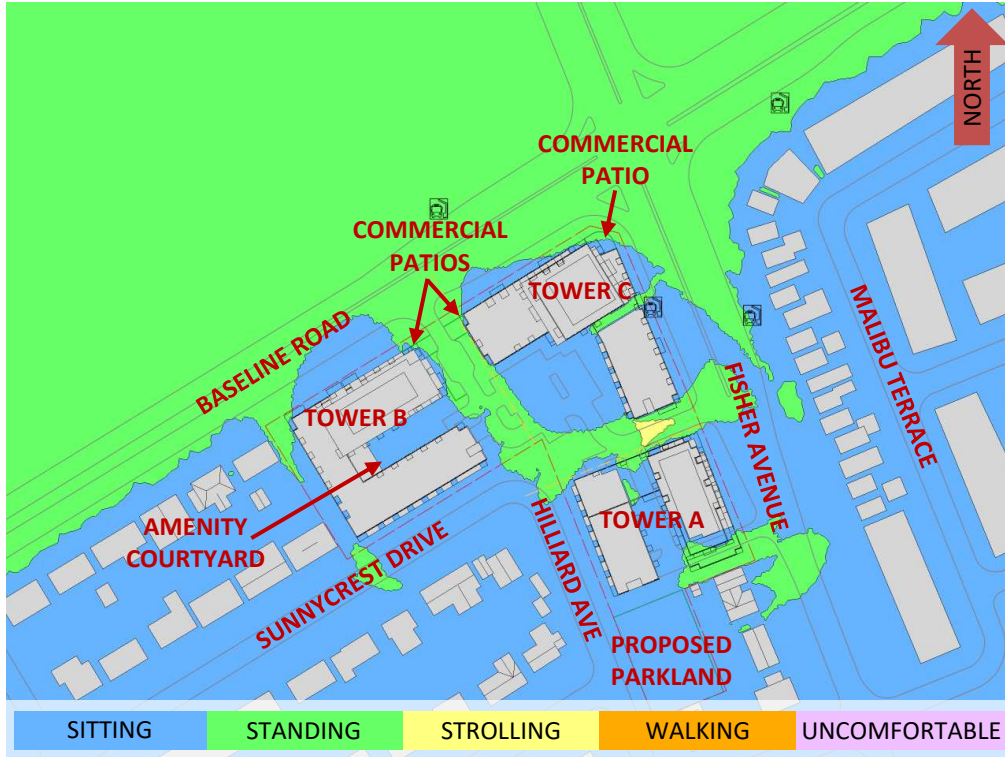 NORTH
COMMERCIAL
PATIO
COMMERCIAL
PATIOS
TOWER C
BASELINE ROAD
MALIBU TERRACE
FISHER AVENUE
TOWER B
AMENITY
COURTYARD
TOWER A
HILLIARD AVE
SUNNYCREST DRIVE
PROPOSED
PARKLAND
SITTING
STANDING
STROLLING
WALKING
UNCOMFORTABLE